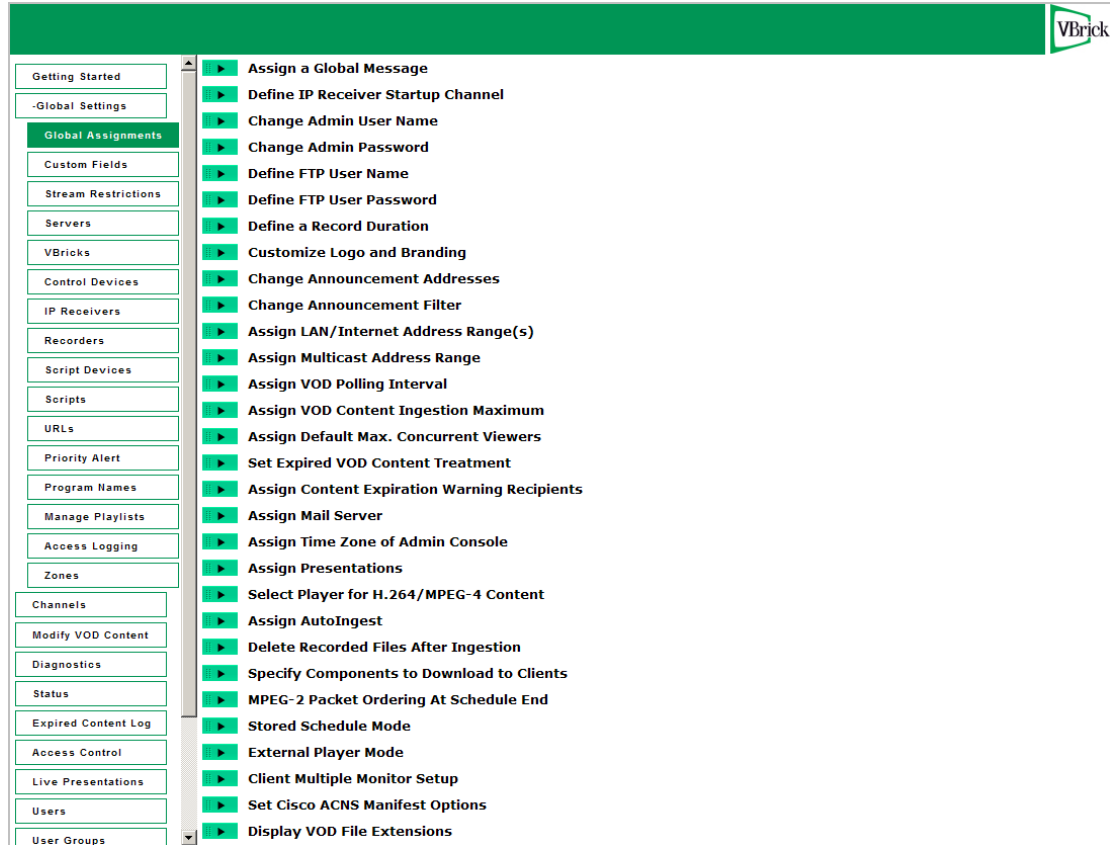 VBrick
Getting Started
-Global Settings
Global Assignments
Custom Fields
Stream Restrictions
Servers
VBricks
Control Devices
IP Receivers
Recorders
Script Devices
Scripts
URLs
Priority Alert
Program Names
Manage Playlists
Access Logging
Zones
Channels
Modify VOD Content
Diagnostics
Status
Expired Content Log
Access Control
Live Presentations
Users
User Groups
Assign a Global Message
Define IP Receiver Startup Channel
Change Admin User Name
Change Admin Password
Define FTP User Name
Define FTP User Password
Define a Record Duration
Customize Logo and Branding
Change Announcement Addresses
Change Announcement Filter
Assign LAN/Internet Address Range(s)
Assign Multicast Address Range
Assign VOD Polling Interval
Assign VOD Content Ingestion Maximum
Assign Default Max. Concurrent Viewers
Set Expired VOD Content Treatment
Assign Content Expiration Warning Recipients
Assign Mail Server
Assign Time Zone of Admin Console
Assign Presentations
Select Player for H.264/MPEG-4 Content
Assign AutoIngest
Delete Recorded Files After Ingestion
Specify Components to Download to Clients
MPEG-2 Packet Ordering At Schedule End
Stored Schedule Mode
External Player Mode
Client Multiple Monitor Setup
Set Cisco ACNS Manifest Options
Display VOD File Extensions